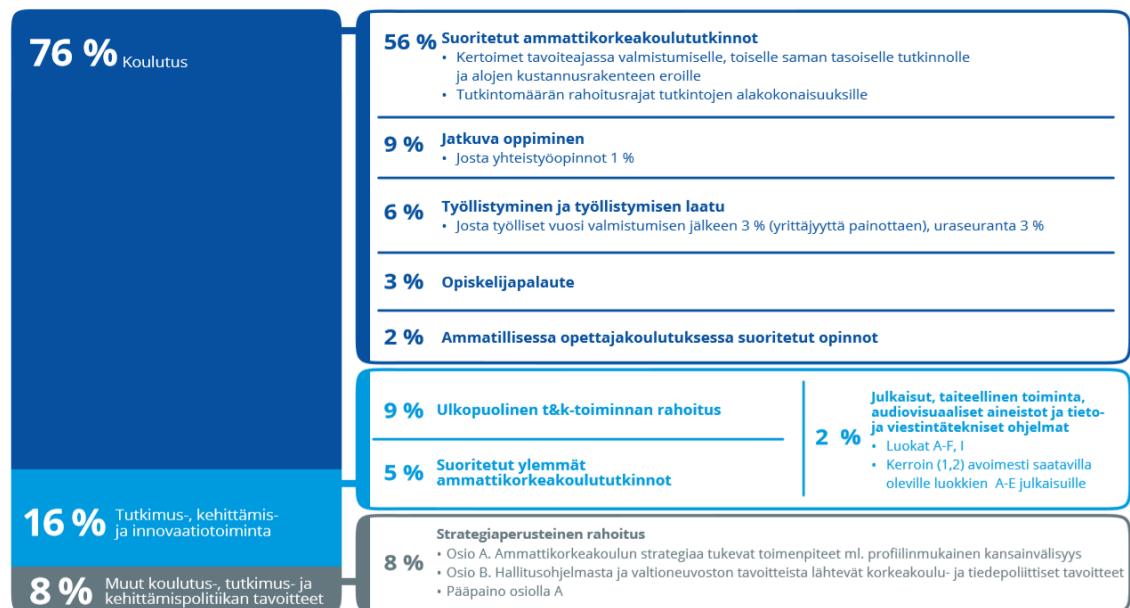 76 % Koulutus
56 % Suoritetut ammattikorkeakoulututkinnot
• Kertoimet tavoiteajassa valmistumiselle, toiselle saman tasoiselle tutkinnolle
ja alojen kustannusrakenteen eroille
• Tutkintomäärän rahoitusrajat tutkintojen alakokonaisuuksille
9 % Jatkuva oppiminen
• Josta yhteistyöopinnot 1 %
6 % Työllistyminen ja työllistymisen laatu
• Josta työlliset vuosi valmistumisen jälkeen 3 % (yrittäjyyttä painottaen), uraseuranta 3 %
3 % Opiskelijapalaute
2 % Ammatillisessa opettajakoulutuksessa suoritetut opinnot
16 % Tutkimus-, kehittämis-
ja innovaatiotoiminta
9 % Ulkopuolinen t&k-toiminnan rahoitus
5 % Suoritetut ylemmät
ammattikorkeakoulututkinnot
2 % Julkaisut, taiteellinen toiminta,
audiovisuaaliset aineistot ja tieto-
ja viestintätekniset ohjelmat
• Luokat A-F, I
• Kerroin (1,2) avoimesti saatavilla
oleville luokkien A-E julkaisuille
8 % Muut koulutus-, tutkimus- ja
kehittämispolitiikan tavoitteet
8 % Strategiaperusteinen rahoitus
• Osio A. Ammattikorkeakoulun strategiaa tukevat toimenpiteet ml. profiilinmukainen kansainvälisyys
• Osio B. Hallitusohjelmasta ja valtioneuvoston tavoitteista lähtevät korkeakoulu- ja tiedepoliittiset tavoitteet
• Pääpaino osiolla A